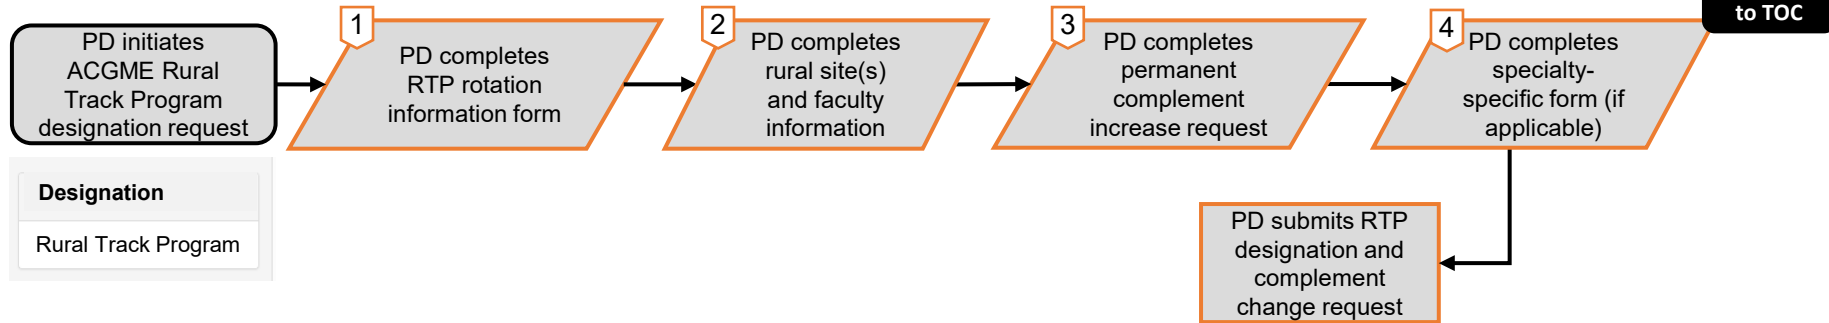 to TOC
PD initiates
ACGME Rural
Track Program
designation request
1
PD completes
RTP rotation
information form
2
PD completes
rural site(s)
and faculty
information
3
PD completes
permanent
complement
increase request
4
PD completes
specialty-
specific form (if
applicable)
Designation
Rural Track Program
PD submits RTP
designation and
complement
change request